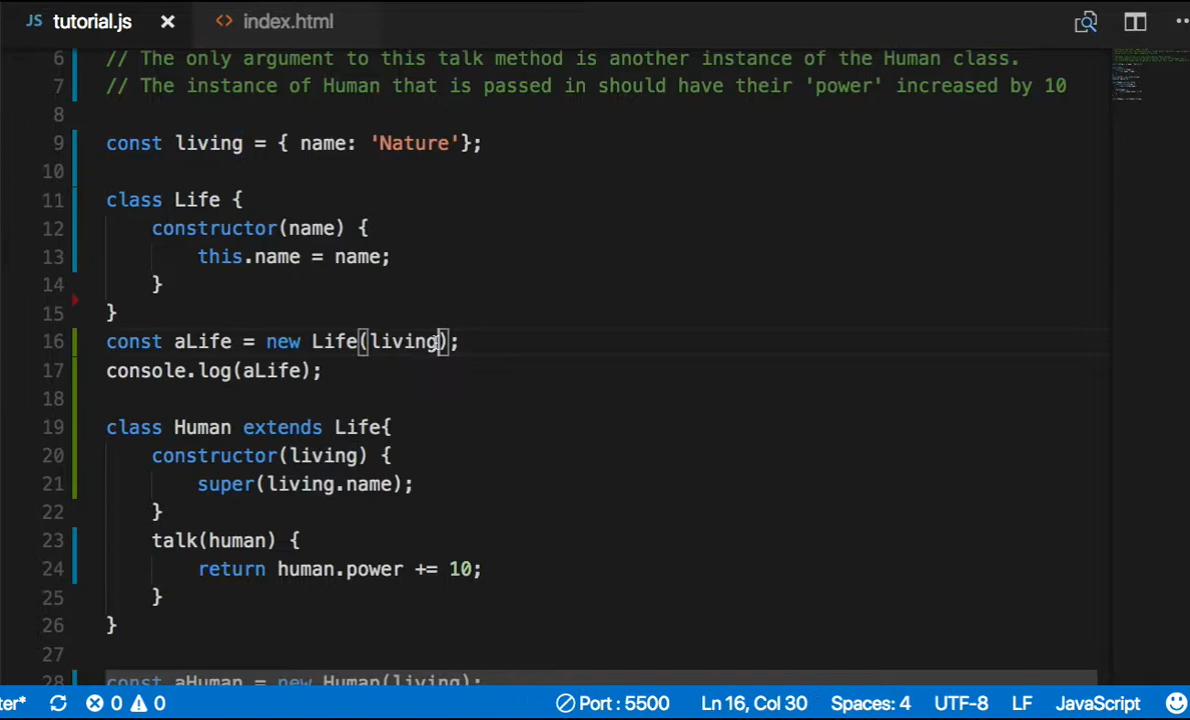 JS tutorial.js × <> index.html
6 // The only argument to this talk method is another instance of the Human class.
7 // The instance of Human that is passed in should have their 'power' increased by 10
8
9 const living = { name: 'Nature'};
10
11 class Life {
12 constructor(name) {
13 this.name = name;
14 }
15 }
16 const aLife = new Life(living);
17 console.log(aLife);
18
19 class Human extends Life{
20 constructor(living) {
21 super(living.name);
22 }
23 talk(human) {
24 return human.power += 10;
25 }
26 }
27
28 const aHuman = new Human(living);
ter* 0 0 Port : 5500 Ln 16, Col 30 Spaces: 4 UTF-8 LF JavaScript